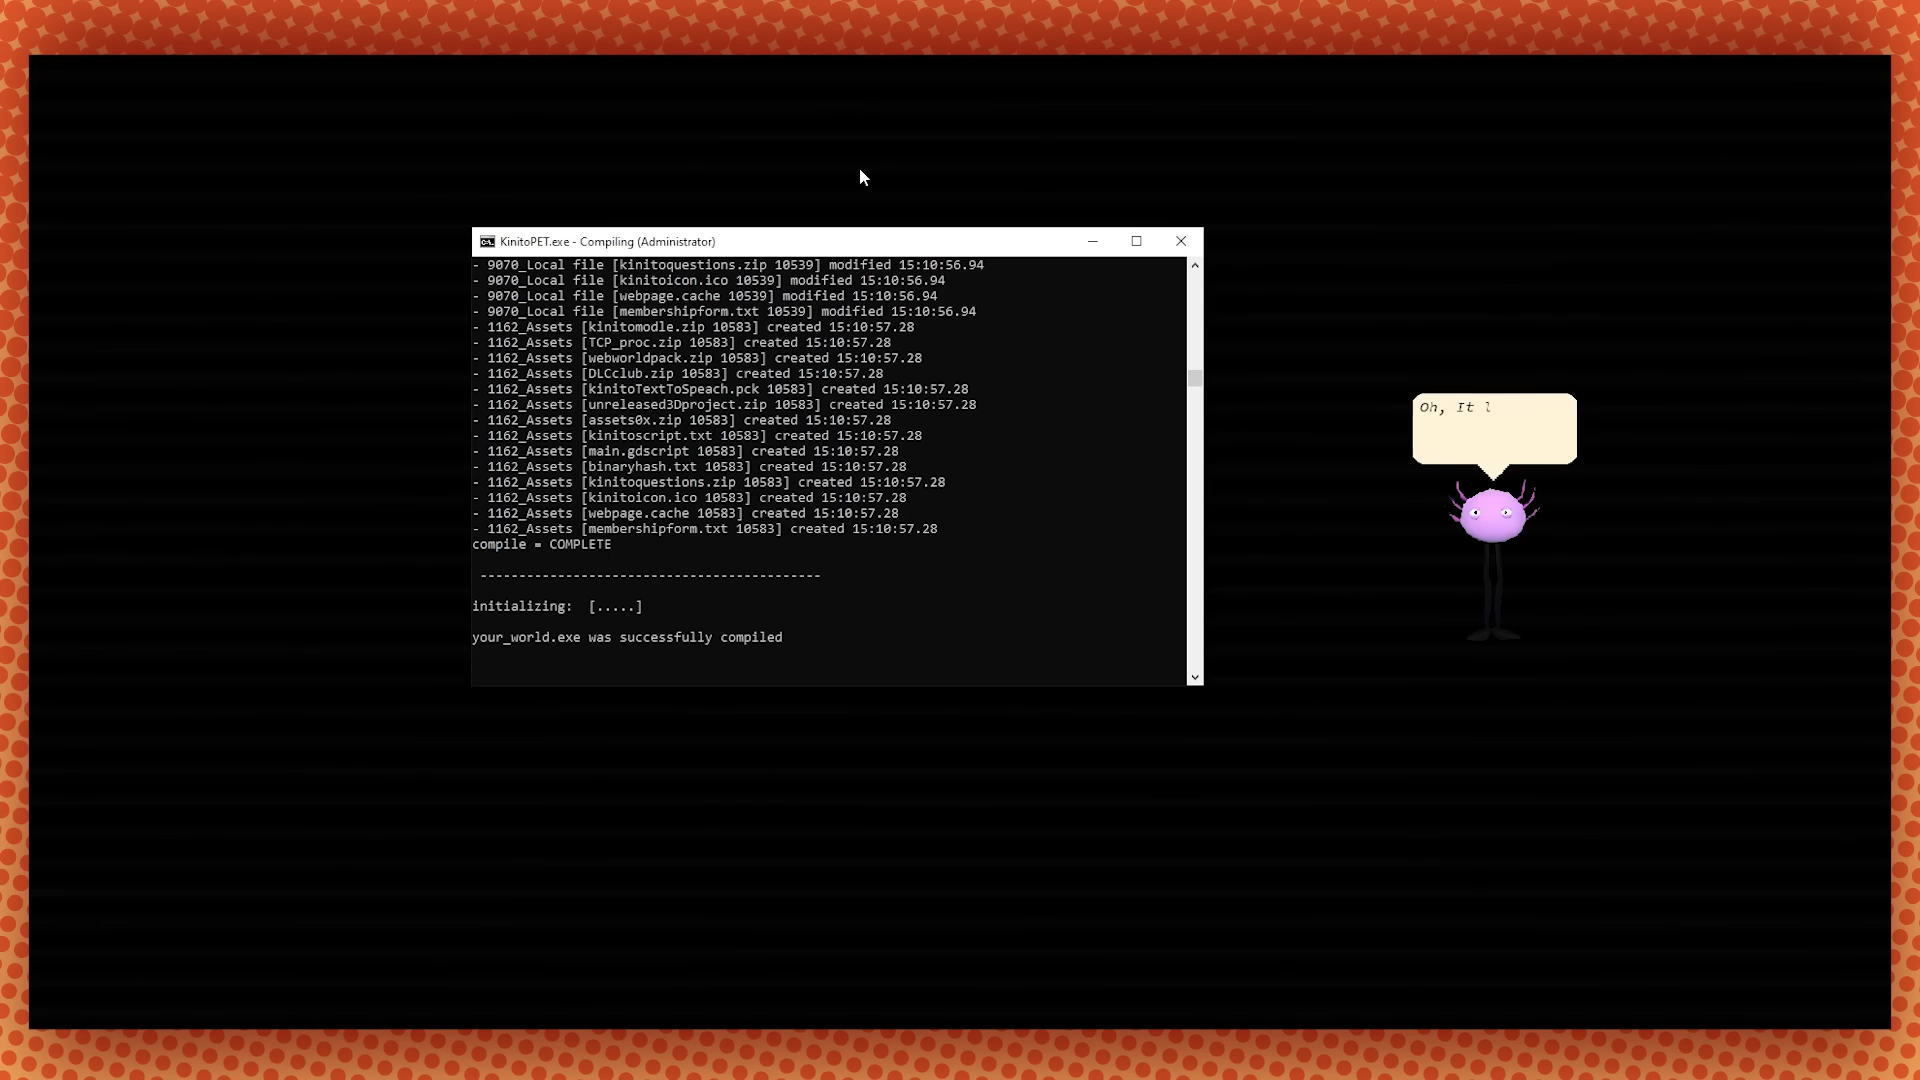 KinitoPET.exe - Compiling (Administrator)
- 9070_Local file [kinitoquestions.zip 10539] modified 15:10:56.94
- 9070_Local file [kinitoicon.ico 10539] modified 15:10:56.94
- 9070_Local file [webpage.cache 10539] modified 15:10:56.94
- 9070_Local file [membershipform.txt 10539] modified 15:10:56.94
- 1162_Assets [kinitomodle.zip 10583] created 15:10:57.28
- 1162_Assets [TCP_proc.zip 10583] created 15:10:57.28
- 1162_Assets [webworldpack.zip 10583] created 15:10:57.28
- 1162_Assets [DLCclub.zip 10583] created 15:10:57.28
- 1162_Assets [kinitoTextToSpeach.pck 10583] created 15:10:57.28
- 1162_Assets [unreleased3Dproject.zip 10583] created 15:10:57.28
- 1162_Assets [assets0x.zip 10583] created 15:10:57.28
- 1162_Assets [kinitoscript.txt 10583] created 15:10:57.28
- 1162_Assets [main.gdscript 10583] created 15:10:57.28
- 1162_Assets [binaryhash.txt 10583] created 15:10:57.28
- 1162_Assets [kinitoquestions.zip 10583] created 15:10:57.28
- 1162_Assets [kinitoicon.ico 10583] created 15:10:57.28
- 1162_Assets [webpage.cache 10583] created 15:10:57.28
- 1162_Assets [membershipform.txt 10583] created 15:10:57.28
compile = COMPLETE
--------------------------------------------
initializing:  [.....]
your_world.exe was successfully compiled
Oh, It l